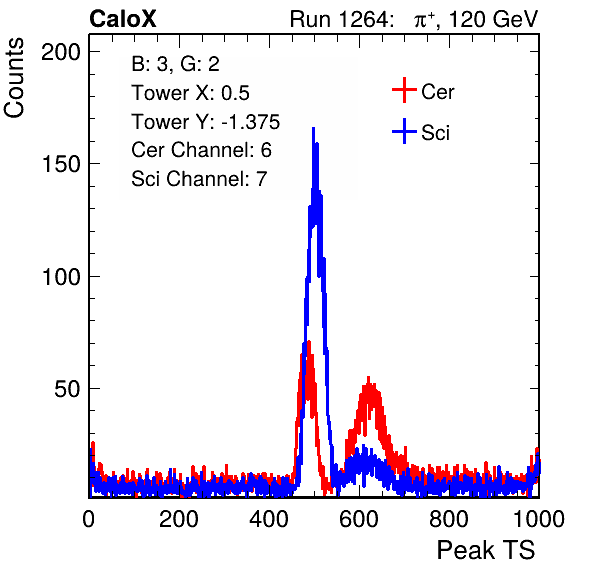 CaloX Run 1264: π⁺, 120 GeV
Counts
B: 3, G: 2
Tower X: 0.5
Tower Y: -1.375
Cer Channel: 6
Sci Channel: 7
Cer
Sci
200
150
100
50
0 200 400 600 800 1000
Peak TS